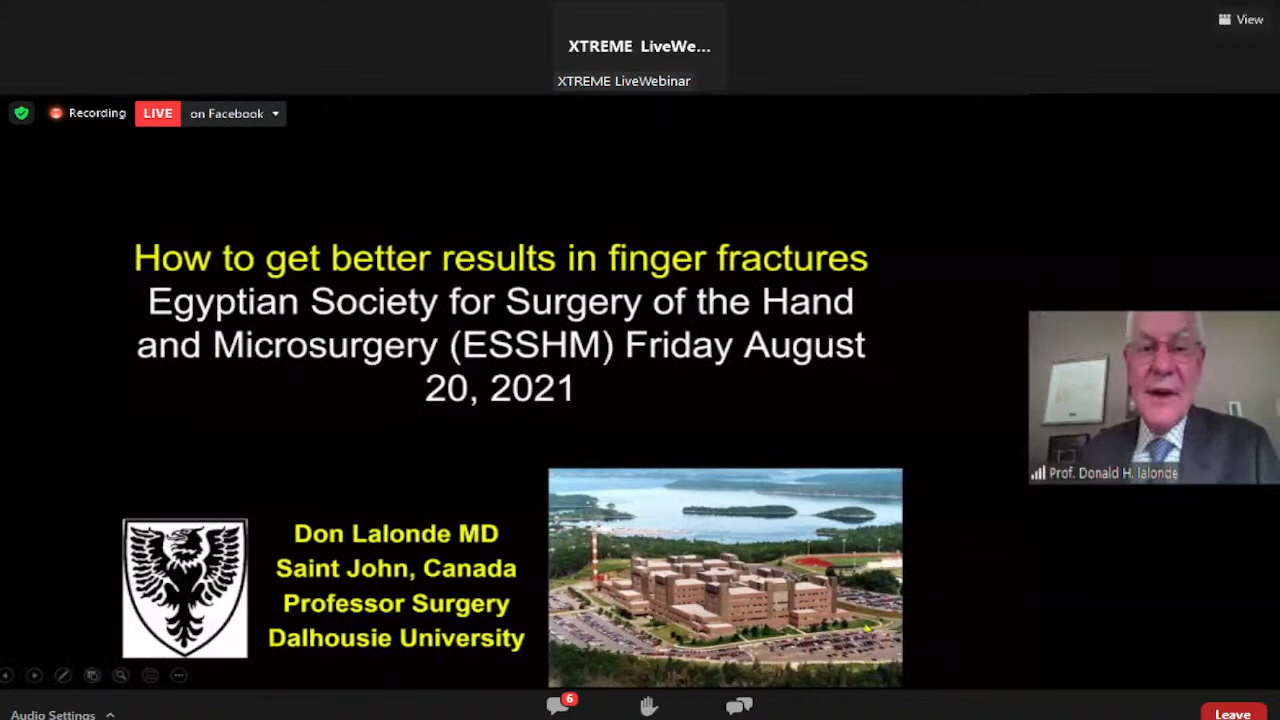 XTREME LiveWe...
View
XTREME LiveWebinar
Recording
LIVE
on Facebook
How to get better results in finger fractures
Egyptian Society for Surgery of the Hand
and Microsurgery (ESSHM) Friday August
20, 2021
Prof. Donald H. lalonde
Don Lalonde MD
Saint John, Canada
Professor Surgery
Dalhousie University
6
Audio Settings
Leave